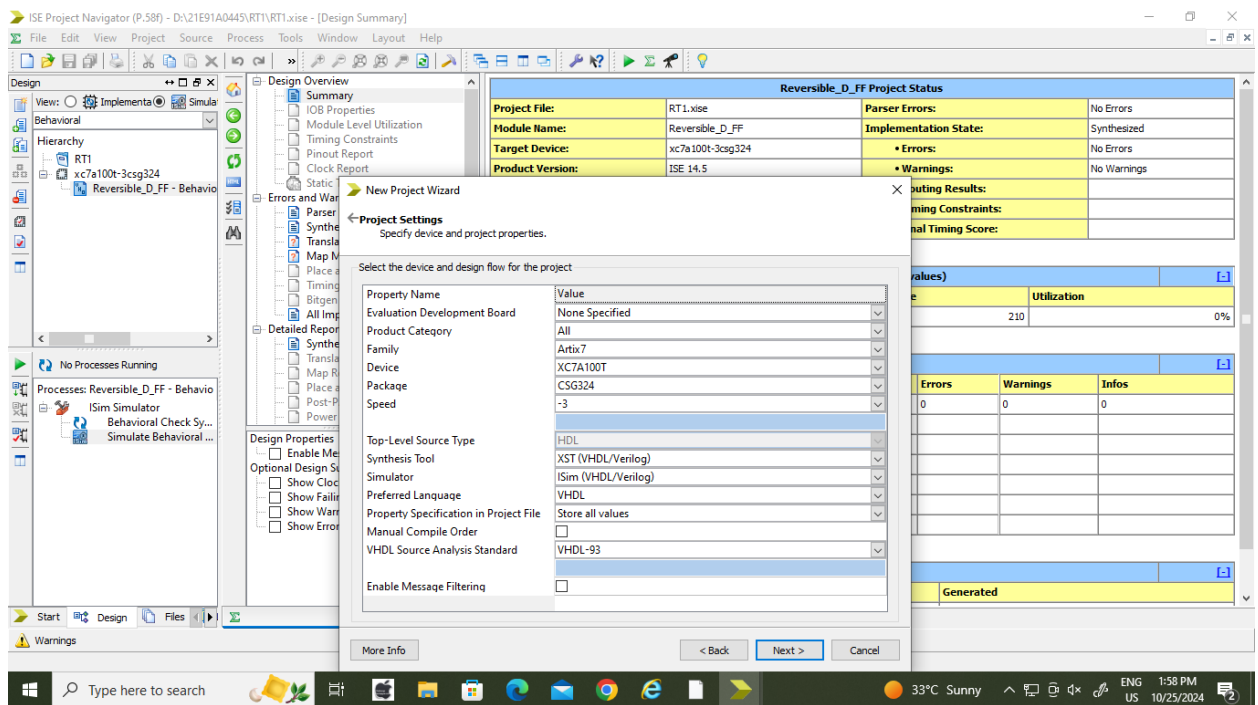 ISE Project Navigator (P.58f) - D:\21E91A0445\RT1\RT1.xise - [Design Summary]
File Edit View Project Source Process Tools Window Layout Help
Design
View: Implementa Simula
Behavioral
Hierarchy
RT1
xc7a100t-3csg324
Reversible_D_FF - Behavio
No Processes Running
Processes: Reversible_D_FF - Behavio
ISim Simulator
Behavioral Check Sy...
Simulate Behavioral ...
Start Design Files
Warnings
Design Overview
Summary
IOB Properties
Module Level Utilization
Timing Constraints
Pinout Report
Clock Report
Static
Errors and War
Parser
Synthe
Transla
Map M
Place a
Timing
Bitgen
All Imp
Detailed Repor
Synthe
Transla
Map R
Place a
Post-P
Power
Design Properties
Enable Me
Optional Design Su
Show Cloc
Show Failin
Show Warn
Show Error
Reversible_D_FF Project Status
Project File: RT1.xise Parser Errors: No Errors
Module Name: Reversible_D_FF Implementation State: Synthesized
Target Device: xc7a100t-3csg324 • Errors: No Errors
Product Version: ISE 14.5 • Warnings: No Warnings
outing Results:
ming Constraints:
nal Timing Score:
values) [-]
e Utilization
210 0%
[-]
Errors Warnings Infos
0 0 0
[-]
Generated
New Project Wizard
Project Settings
Specify device and project properties.
Select the device and design flow for the project
Property Name Value
Evaluation Development Board None Specified
Product Category All
Family Artix7
Device XC7A100T
Package CSG324
Speed -3
Top-Level Source Type HDL
Synthesis Tool XST (VHDL/Verilog)
Simulator ISim (VHDL/Verilog)
Preferred Language VHDL
Property Specification in Project File Store all values
Manual Compile Order
VHDL Source Analysis Standard VHDL-93
Enable Message Filtering
More Info < Back Next > Cancel
Type here to search
33°C Sunny
ENG
US
1:58 PM
10/25/2024
2